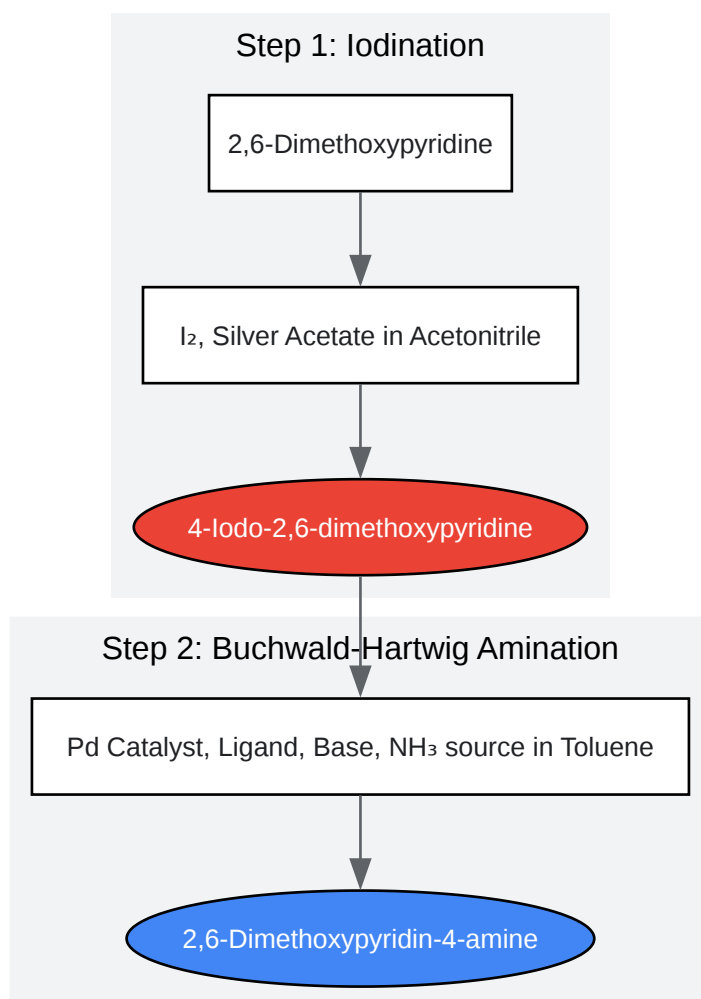 Step 1: Iodination
2,6-Dimethoxypyridine
I₂, Silver Acetate in Acetonitrile
4-Iodo-2,6-dimethoxypyridine
Step 2: Buchwald-Hartwig Amination
Pd Catalyst, Ligand, Base, NH₃ source in Toluene
2,6-Dimethoxypyridin-4-amine